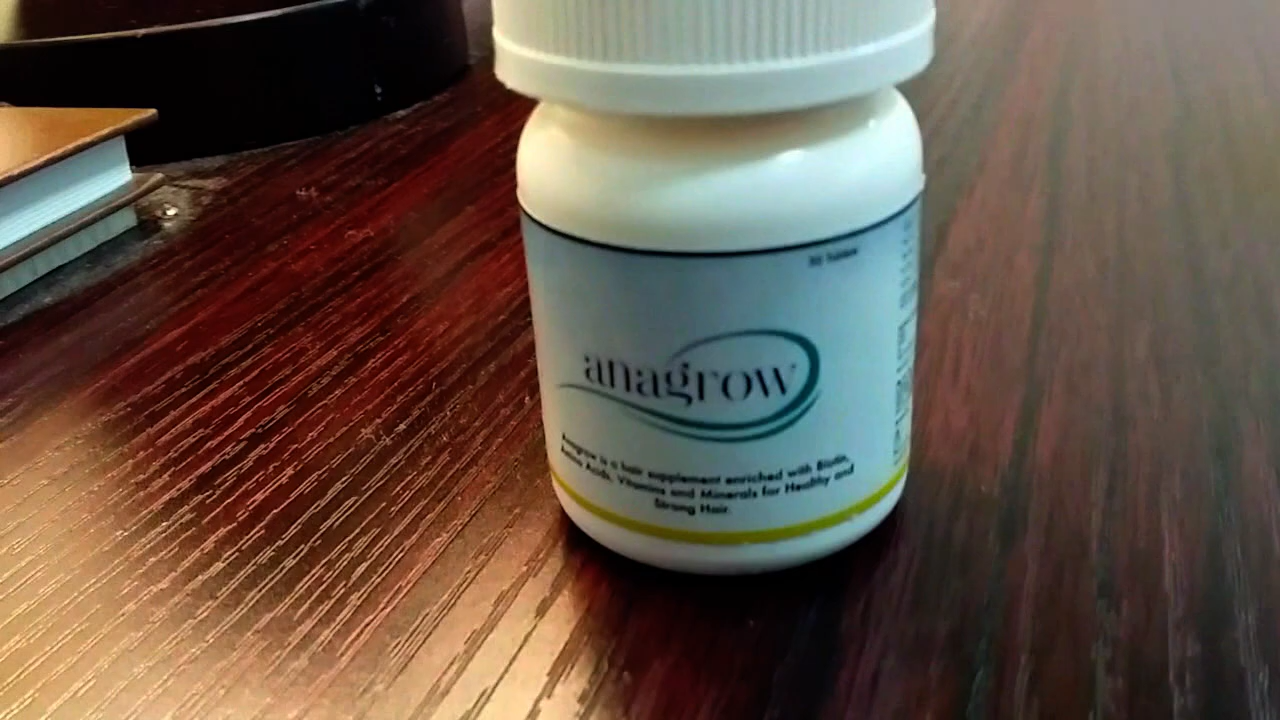 30 Tablets
anagrow
Anagrow is a hair supplement enriched with Biotin,
Amino Acids, Vitamins and Minerals for Healthy and
Strong Hair.